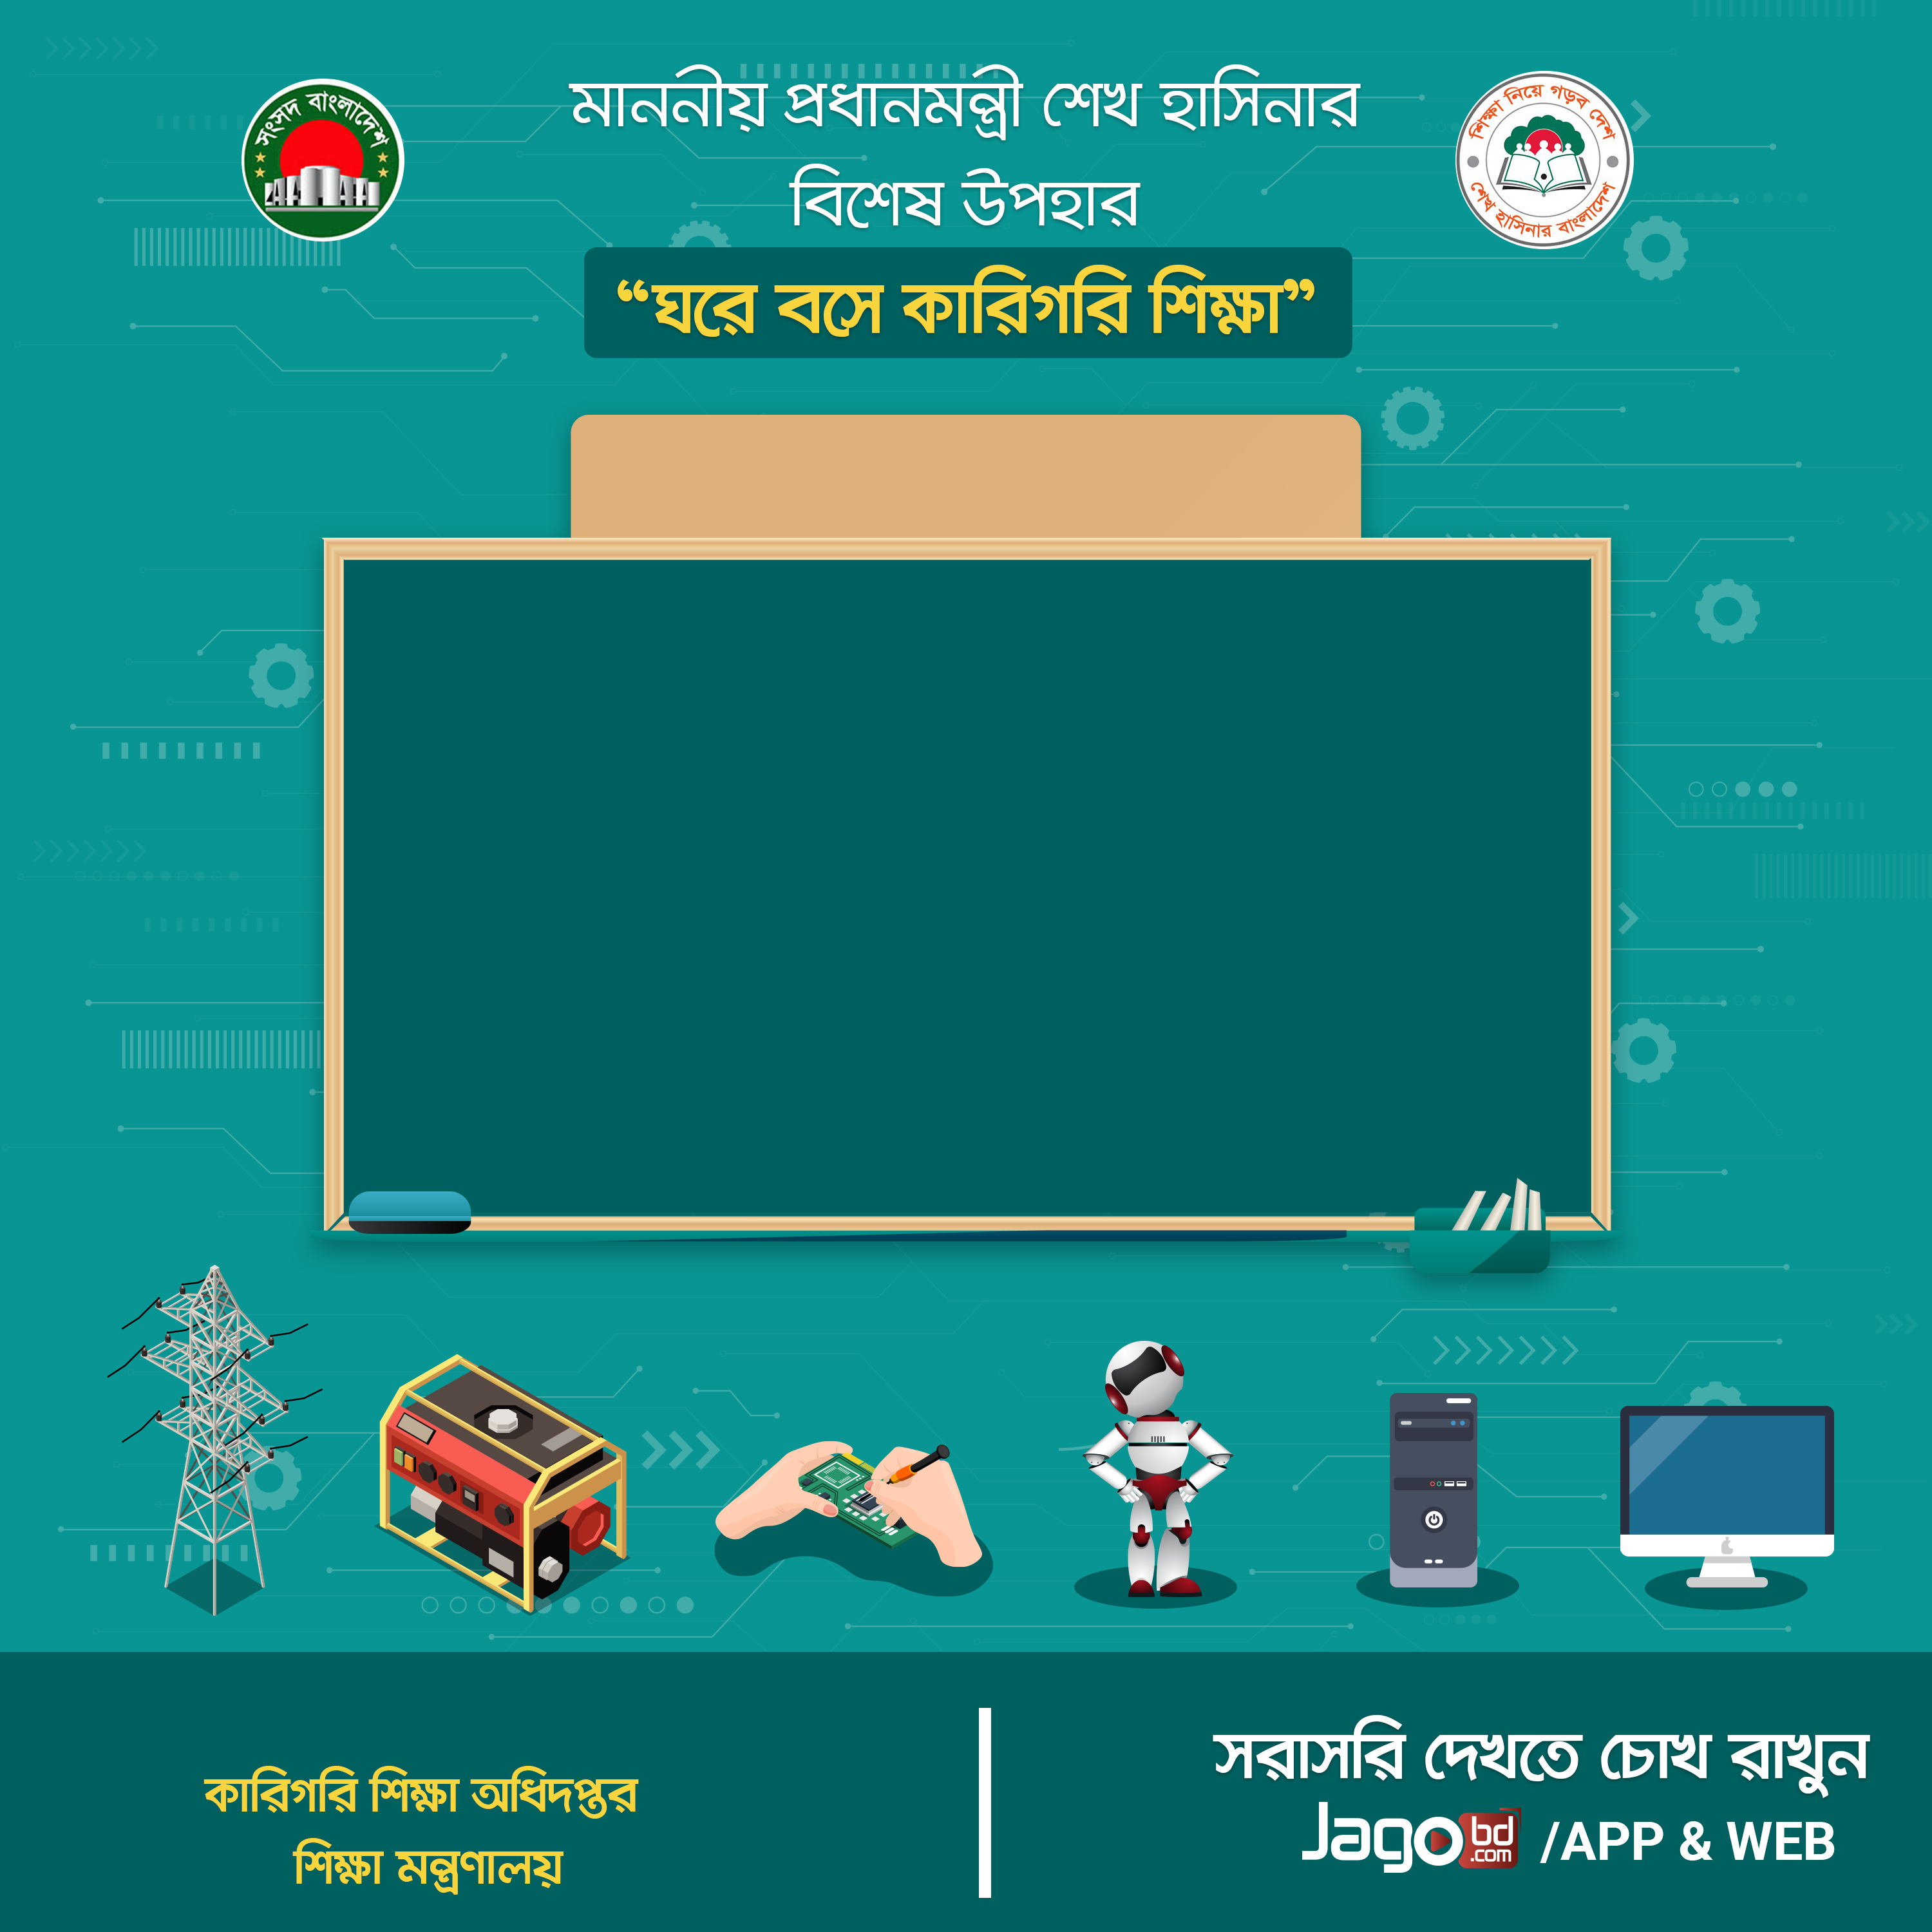 সংসদ বাংলাদেশ
মাননীয় প্রধানমন্ত্রী শেখ হাসিনার
বিশেষ উপহার
“ঘরে বসে কারিগরি শিক্ষা”
শিক্ষা নিয়ে গড়ব দেশ
শেখ হাসিনার বাংলাদেশ
কারিগরি শিক্ষা অধিদপ্তর
শিক্ষা মন্ত্রণালয়
সরাসরি দেখতে চোখ রাখুন
Jagobd.com /APP & WEB